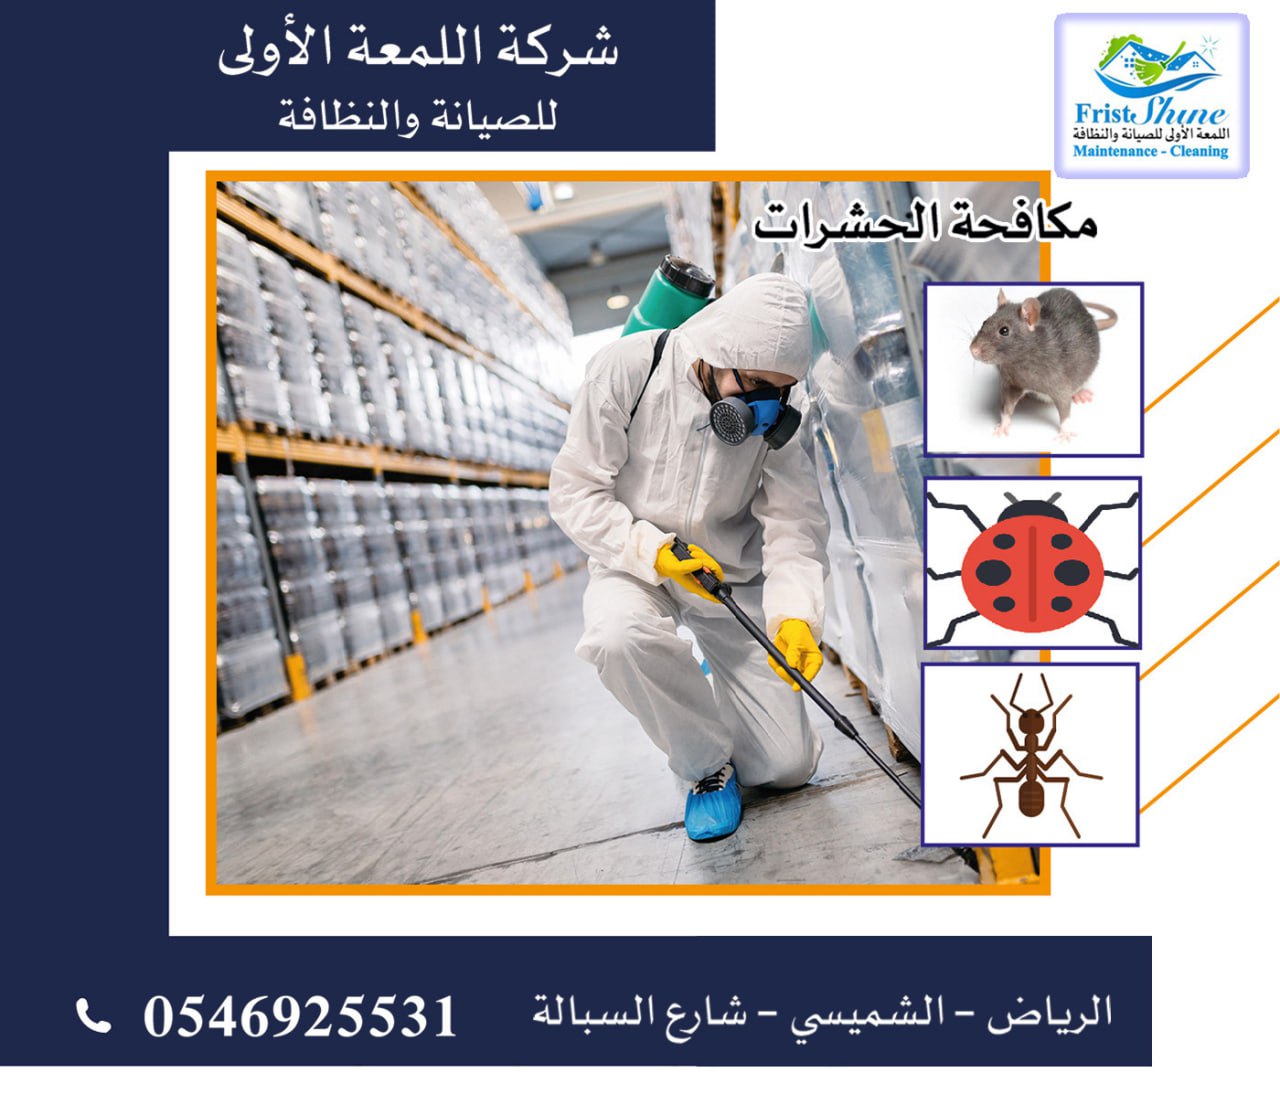 شركة اللمعة الأولى
للصيانة والنظافة
Frist Shine
اللمعة الأولى للصيانة والنظافة
Maintenance - Cleaning
مكافحة الحشرات
الرياض - الشميسي - شارع السبالة
0546925531